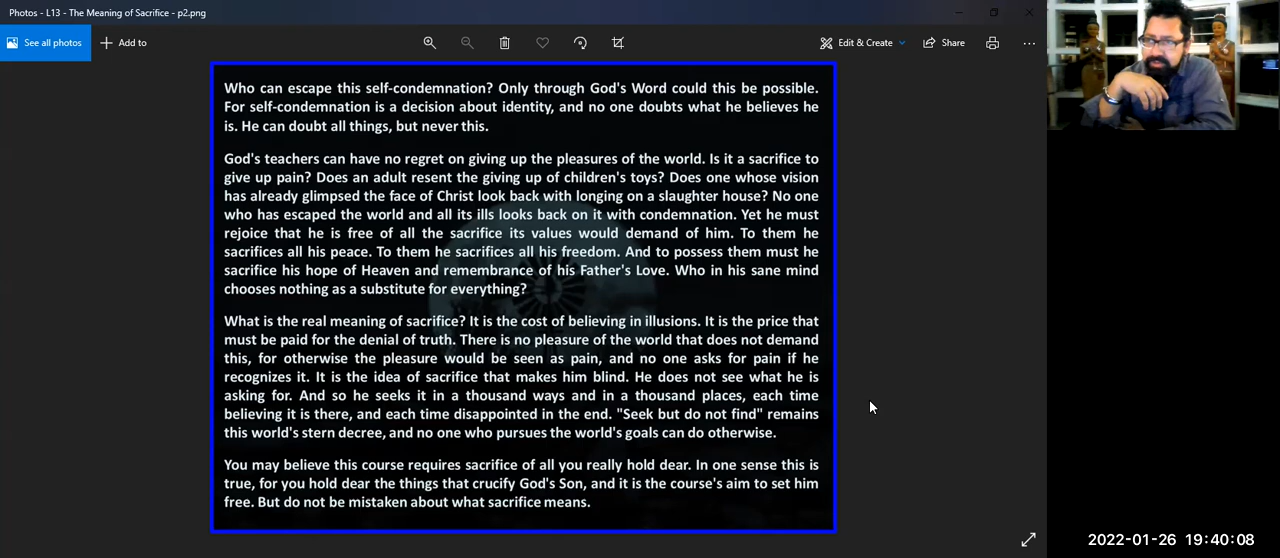 Photos - L13 - The Meaning of Sacrifice - p2.png
See all photos
Add to
Edit & Create
Share
Who can escape this self-condemnation? Only through God's Word could this be possible.
For self-condemnation is a decision about identity, and no one doubts what he believes he
is. He can doubt all things, but never this.
God's teachers can have no regret on giving up the pleasures of the world. Is it a sacrifice to
give up pain? Does an adult resent the giving up of children's toys? Does one whose vision
has already glimpsed the face of Christ look back with longing on a slaughter house? No one
who has escaped the world and all its ills looks back on it with condemnation. Yet he must
rejoice that he is free of all the sacrifice its values would demand of him. To them he
sacrifices all his peace. To them he sacrifices all his freedom. And to possess them must he
sacrifice his hope of Heaven and remembrance of his Father's Love. Who in his sane mind
chooses nothing as a substitute for everything?
What is the real meaning of sacrifice? It is the cost of believing in illusions. It is the price that
must be paid for the denial of truth. There is no pleasure of the world that does not demand
this, for otherwise the pleasure would be seen as pain, and no one asks for pain if he
recognizes it. It is the idea of sacrifice that makes him blind. He does not see what he is
asking for. And so he seeks it in a thousand ways and in a thousand places, each time
believing it is there, and each time disappointed in the end. "Seek but do not find" remains
this world's stern decree, and no one who pursues the world's goals can do otherwise.
You may believe this course requires sacrifice of all you really hold dear. In one sense this is
true, for you hold dear the things that crucify God's Son, and it is the course's aim to set him
free. But do not be mistaken about what sacrifice means.
2022-01-26 19:40:08